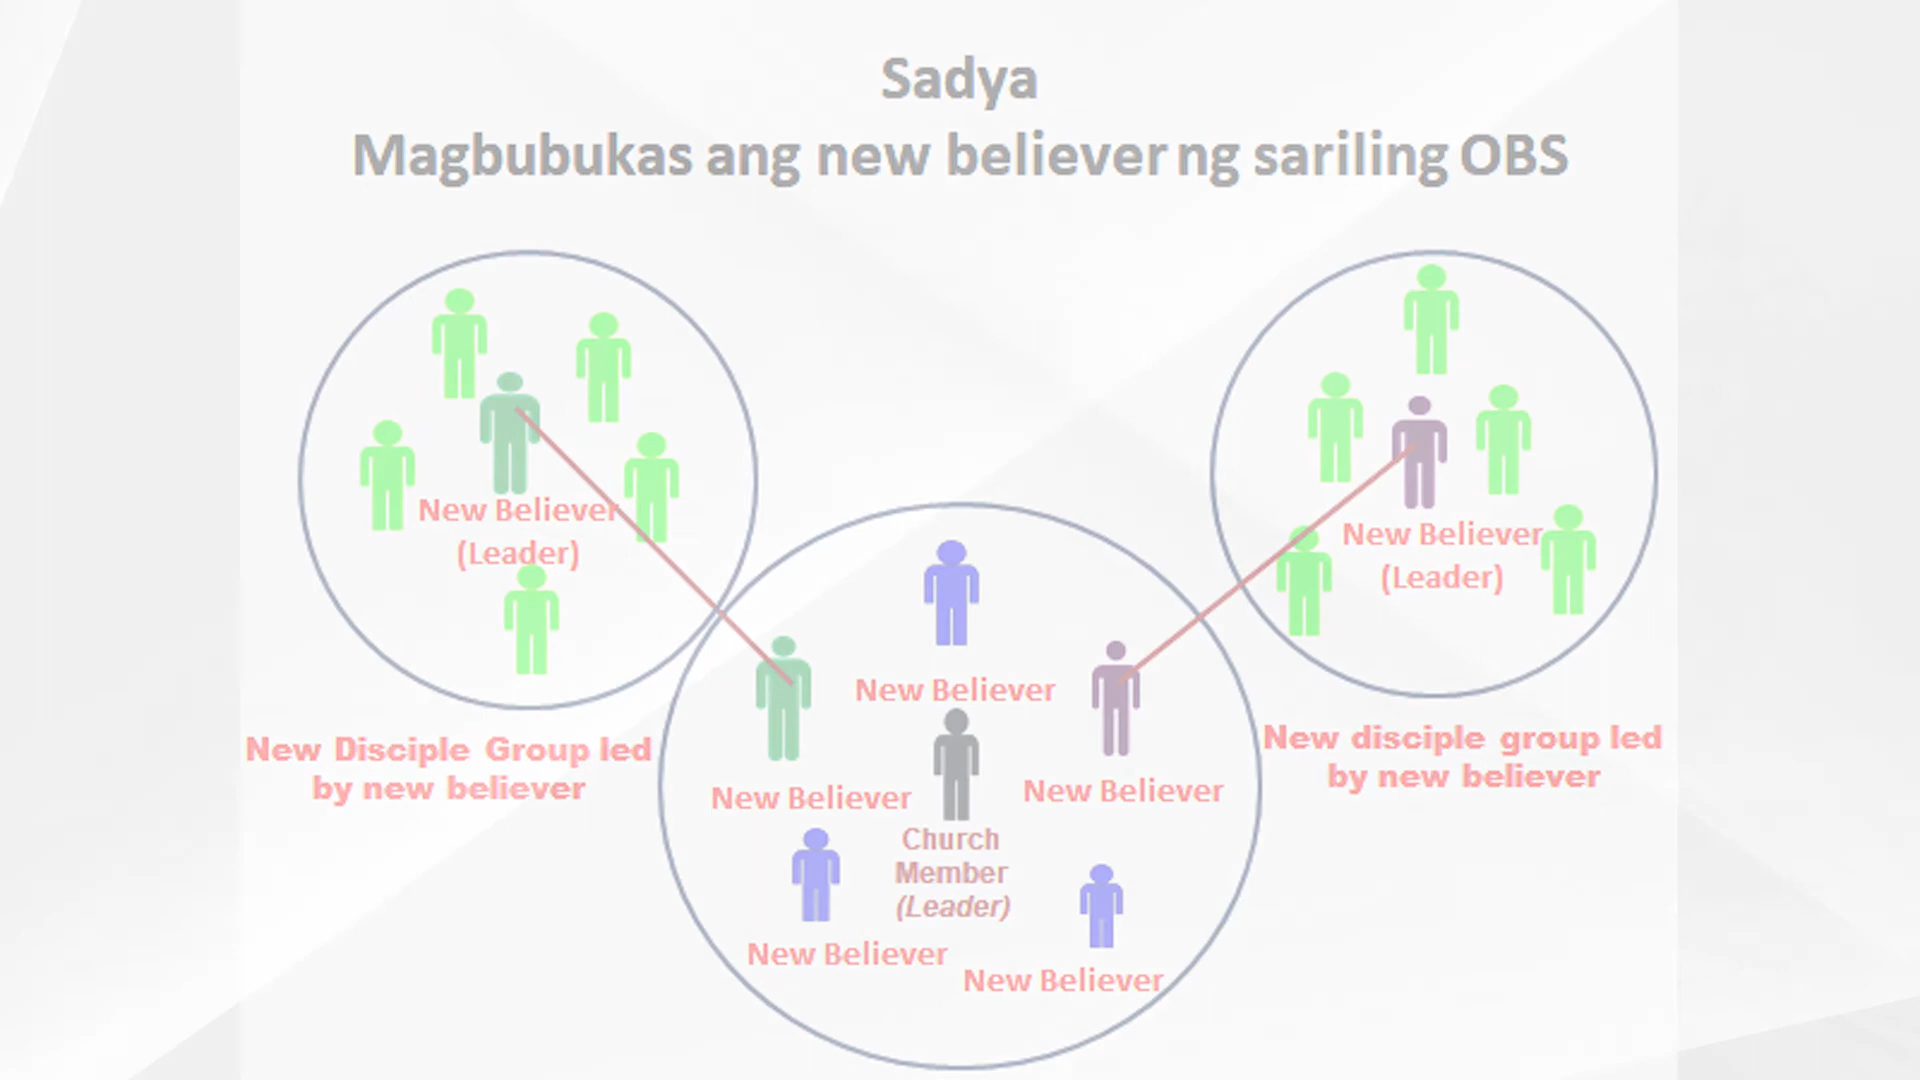 Sadya
Magbubukas ang new believer ng sariling OBS
New Believer
(Leader)
New Disciple Group led
by new believer
New Believer
(Leader)
New disciple group led
by new believer
New Believer
New Believer
New Believer
Church
Member
(Leader)
New Believer
New Believer